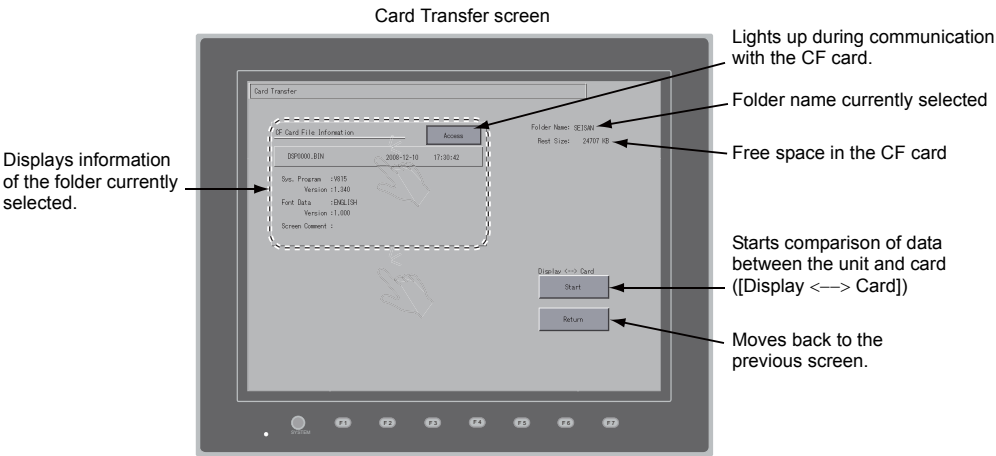 Card Transfer screen
Lights up during communication
with the CF card.
Folder name currently selected
Free space in the CF card
Displays information
of the folder currently
selected.
Starts comparison of data
between the unit and card
([Display <––> Card])
Moves back to the
previous screen.
Card Transfer
CF Card File Information
Access
DSP0000.BIN 2008-12-10 17:39:42
Sys. Program :V815
Version :1.340
Font Data :ENGLISH
Version :1.000
Screen Comment :
Folder Name: SEISAN
Rest Size: 24707 KB
Display <--> Card
Start
Return
SYSTEM
F1 F2 F3 F4 F5 F6 F7